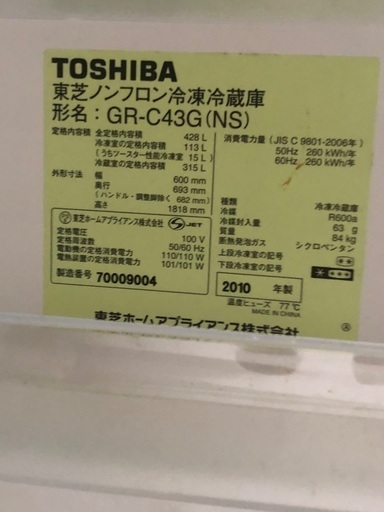 TOSHIBA
東芝ノンフロン冷凍冷蔵庫
形名：GR-C43G(NS)
定格内容積 全定格内容積 428 L
冷凍室の定格内容積 113 L
(うちツースター性能冷凍室 15 L)
冷蔵室の定格内容積 315 L
外形寸法 幅 600 mm
奥行 693 mm
(ハンドル・調整脚除く 682 mm)
高さ 1818 mm
東芝ホームアプライアンス株式会社 S JET
定格電圧 100 V
定格周波数 50/60 Hz
電動機の定格消費電力 110/110 W
電熱装置の定格消費電力 101/101 W
製造番号 70009004
消費電力量 (JIS C 9801-2006年)
50Hz 260 kWh/年
60Hz 260 kWh/年
種類 冷凍冷蔵庫
冷媒 R600a
冷媒封入量 63 g
質量 84 kg
断熱発泡ガス シクロペンタン
上段冷凍室の記号
下段冷凍室の記号
2010 年製
温度ヒューズ 77℃
MADE IN CHINA
東芝ホームアプライアンス株式会社